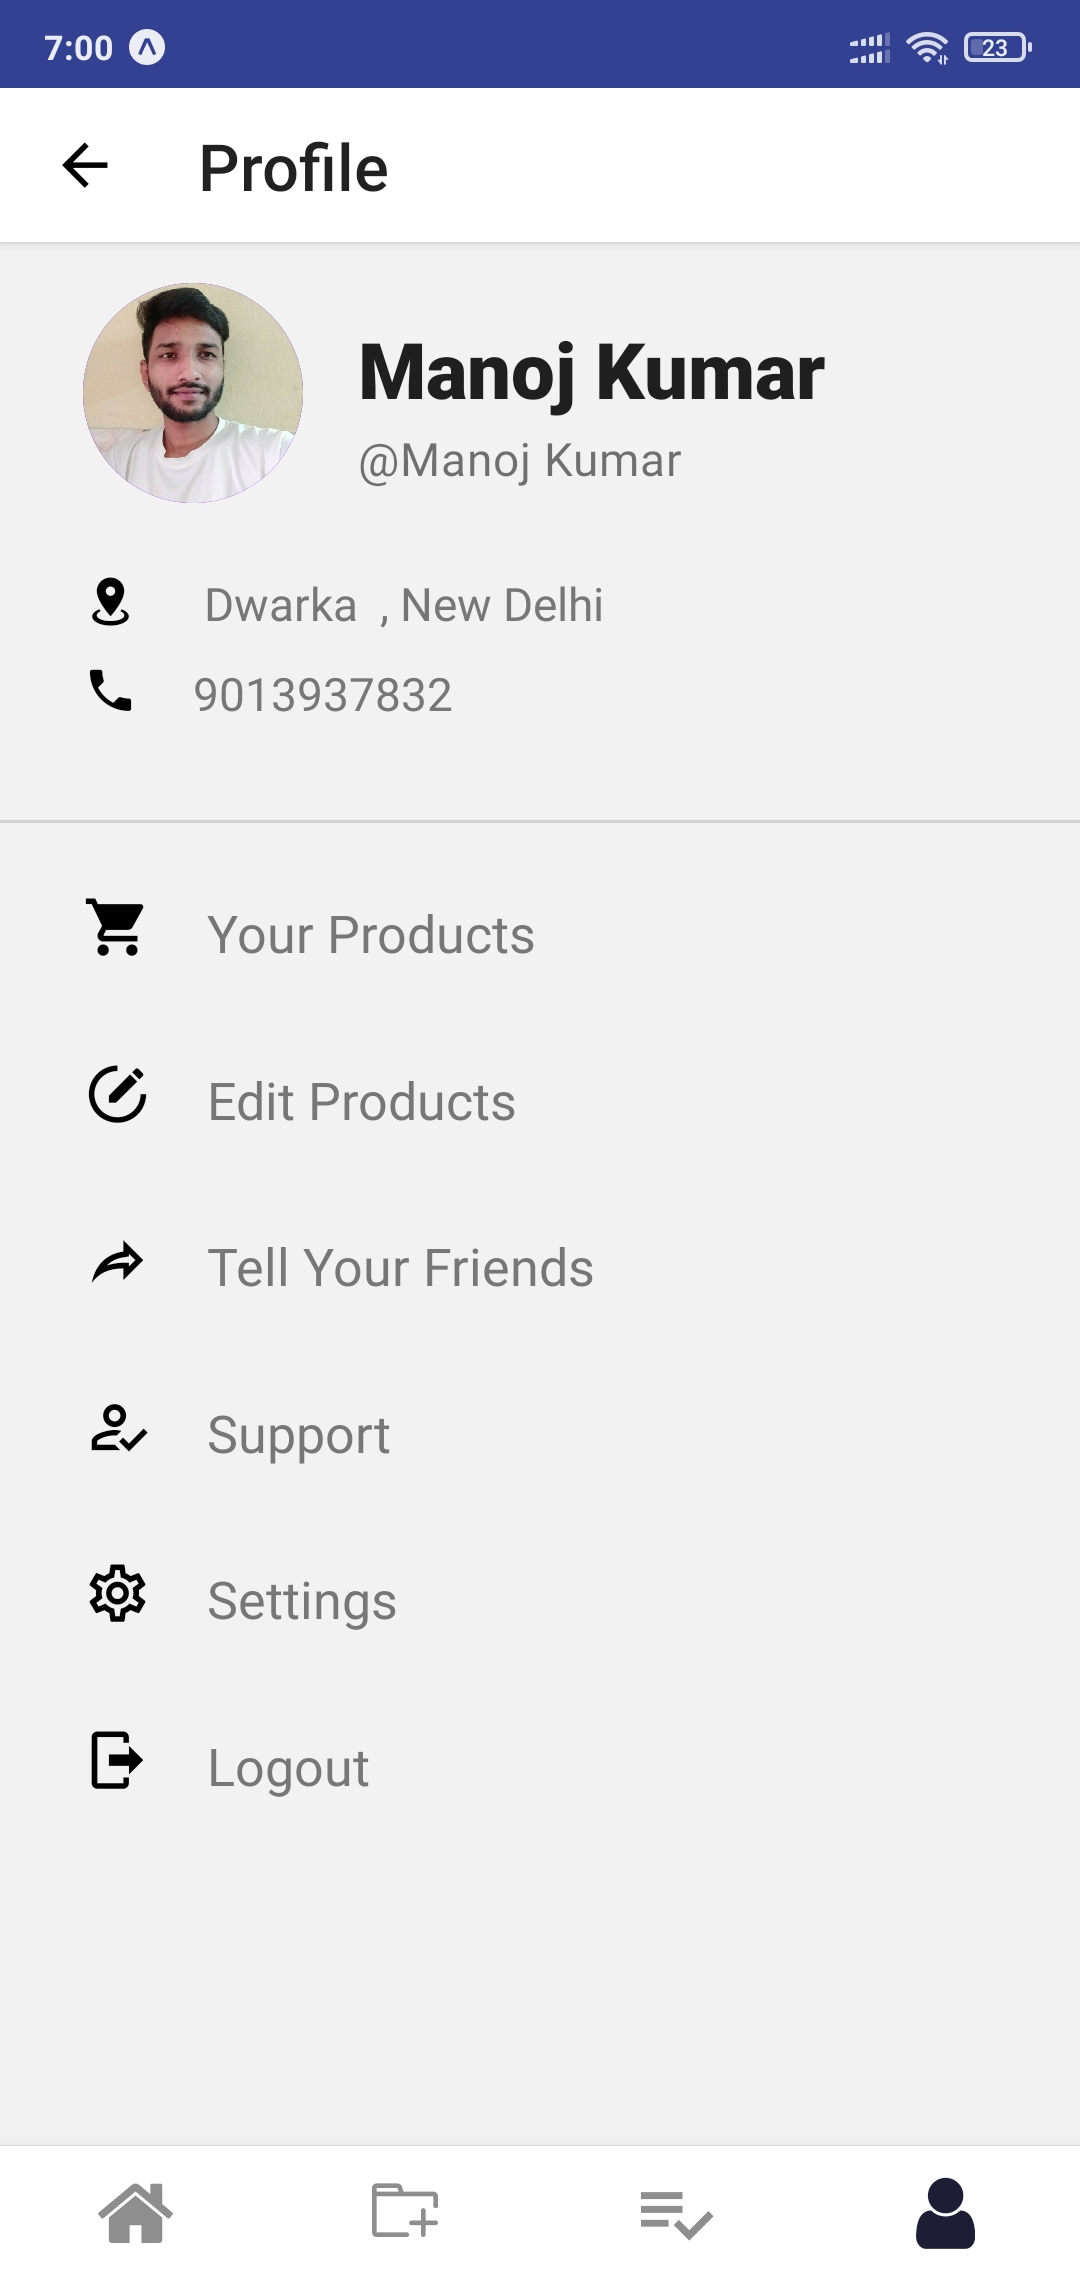 7:00
23
Profile
Manoj Kumar
@Manoj Kumar
Dwarka  , New Delhi
9013937832
Your Products
Edit Products
Tell Your Friends
Support
Settings
Logout